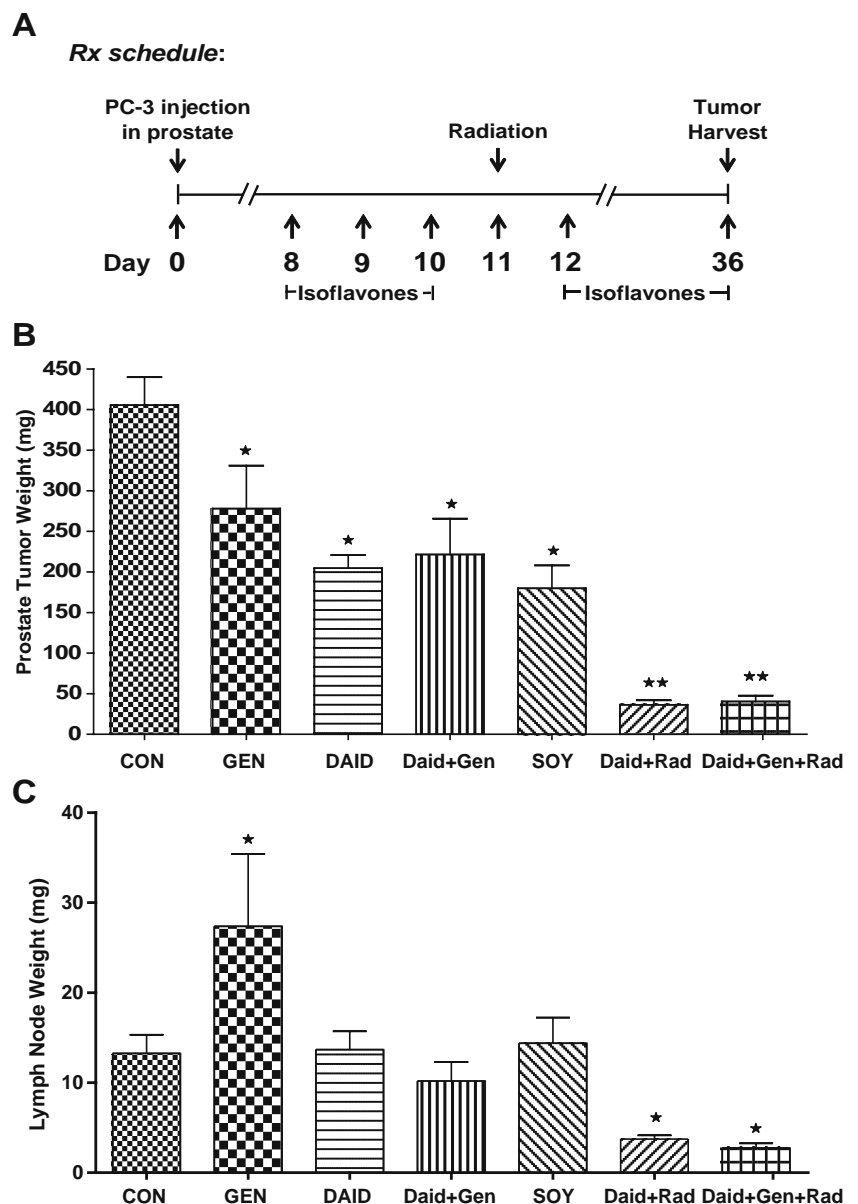 A
Rx schedule:
PC-3 injection
in prostate
Radiation
Tumor
Harvest
Day 0 8 9 10 11 12 36
Isoflavones Isoflavones
B
Prostate Tumor Weight (mg)
450
400
350
300
250
200
150
100
50
0
★ ★ ★ ★ ★★ ★★
CON GEN DAID Daid+Gen SOY Daid+Rad Daid+Gen+Rad
C
Lymph Node Weight (mg)
40
30
20
10
0
★ ★ ★
CON GEN DAID Daid+Gen SOY Daid+Rad Daid+Gen+Rad